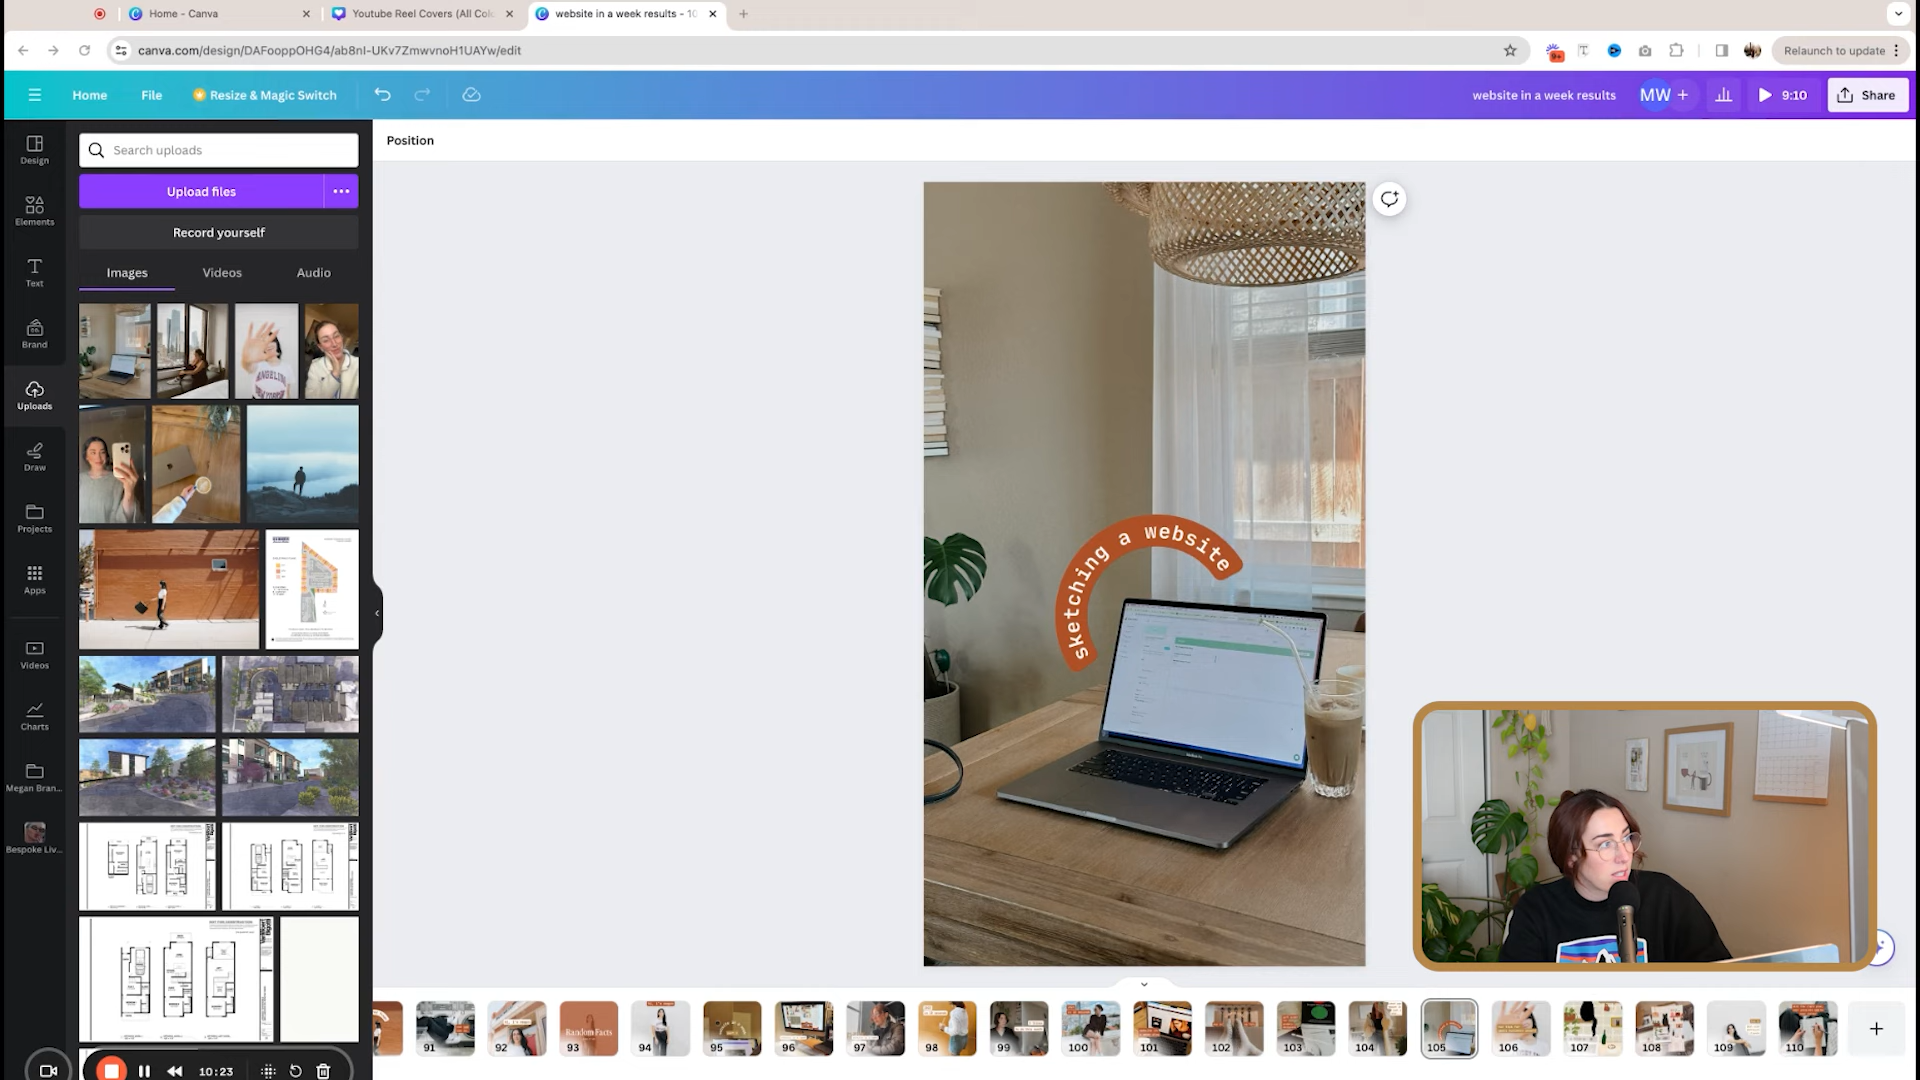 Home - Canva
Youtube Reel Covers (All Col
website in a week results - 10
canva.com/design/DAFooppOHG4/ab8nI-UKv7ZmwvnoH1UAYw/edit
9+
Relaunch to update
Home
File
Resize & Magic Switch
website in a week results
MW
+
9:10
Share
Design
Elements
Text
Brand
Uploads
Draw
Projects
Apps
Videos
Charts
Megan Bran...
Bespoke Liv...
Search uploads
Upload files
Record yourself
Images
Videos
Audio
Position
sketching a website
Random Facts
91
92
93
94
95
96
97
98
99
100
101
102
103
104
105
106
107
108
109
110
10:23